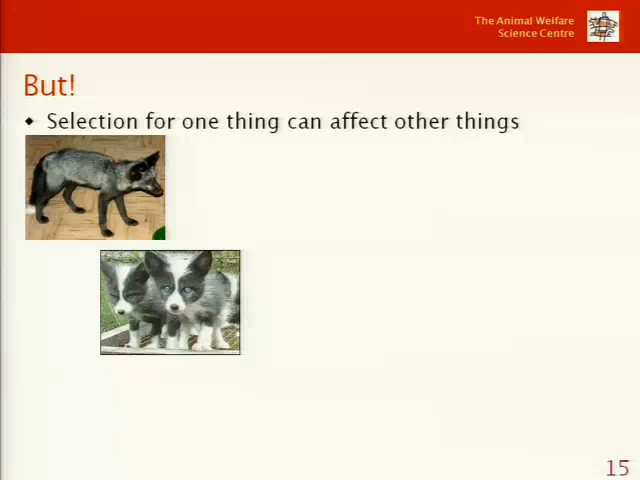 The Animal Welfare
Science Centre
But!
Selection for one thing can affect other things
15